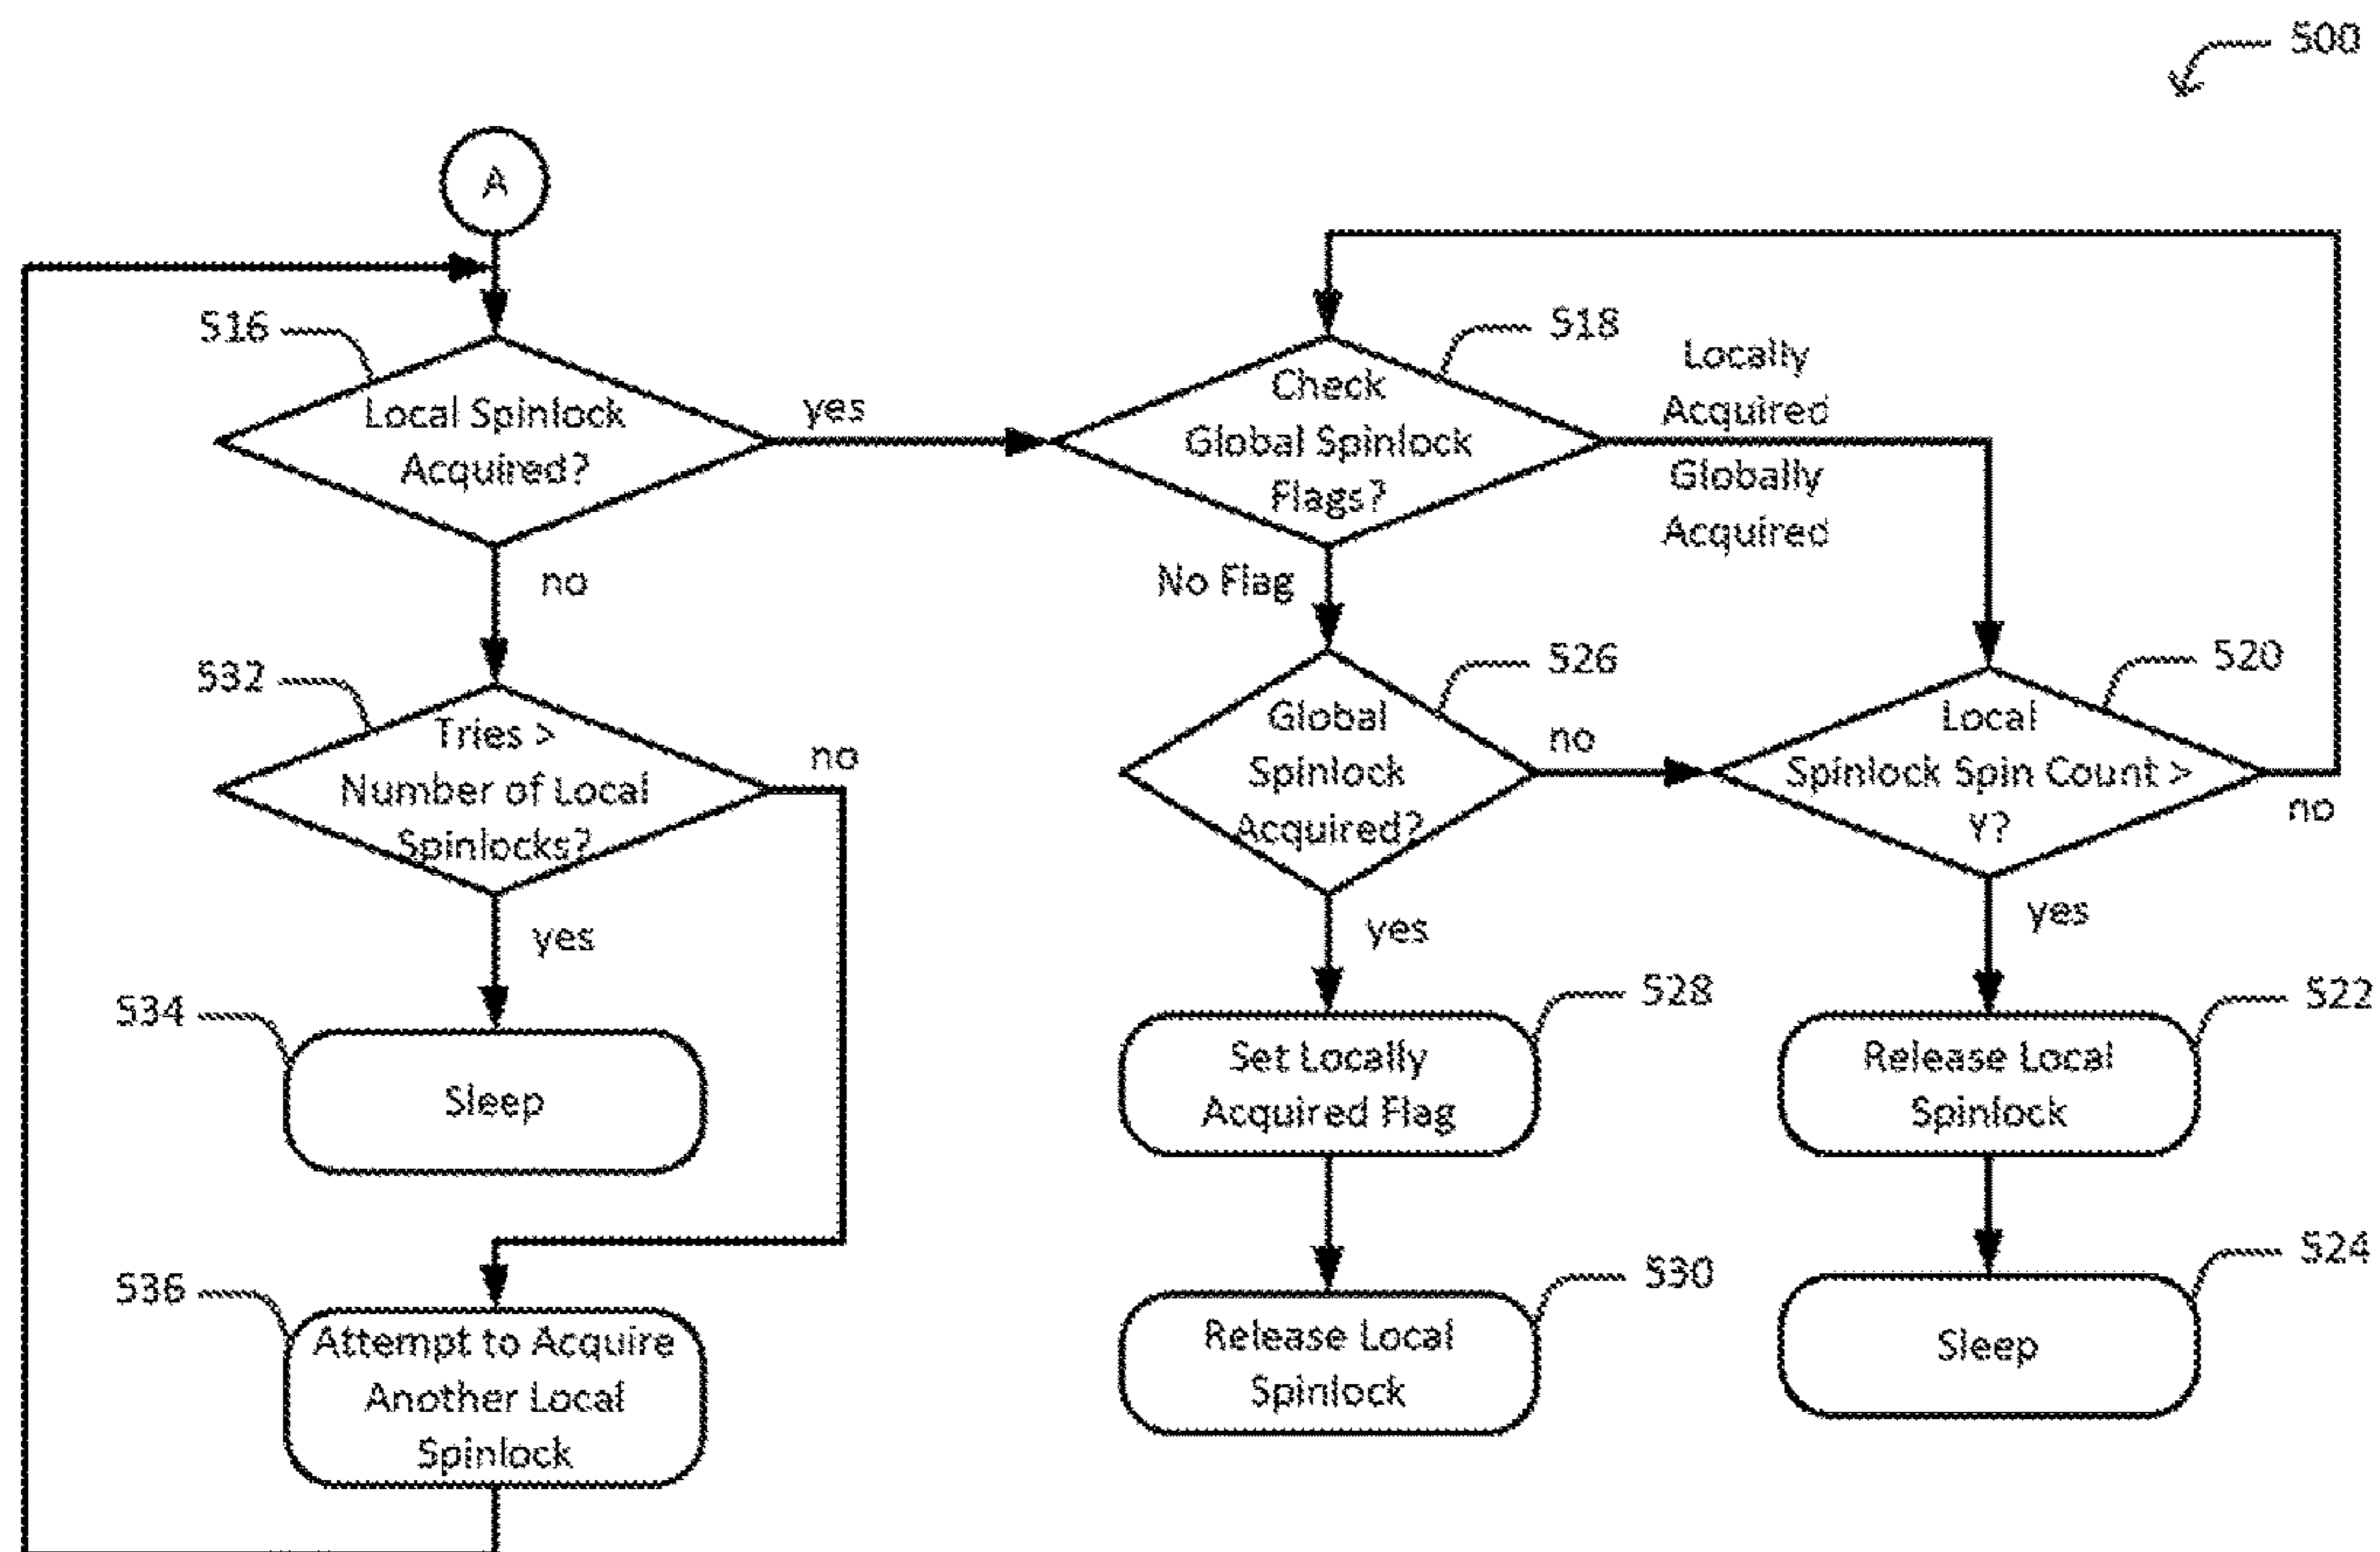 500
A
516
Local Spinlock
Acquired?
yes
no
518
Check
Global Spinlock
Flags?
Locally
Acquired
Globally
Acquired
No Flag
532
Tries >
Number of Local
Spinlocks?
no
yes
526
Global
Spinlock
Acquired?
no
yes
520
Local
Spinlock Spin Count >
Y?
no
yes
534
Sleep
528
Set Locally
Acquired Flag
522
Release Local
Spinlock
536
Attempt to Acquire
Another Local
Spinlock
530
Release Local
Spinlock
524
Sleep